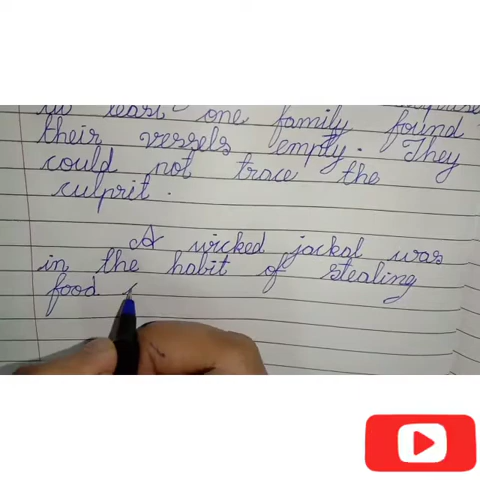 least one family found
their vessels empty. They
could not trace the
culprit.
A wicked jackal was
in the habit of stealing
food